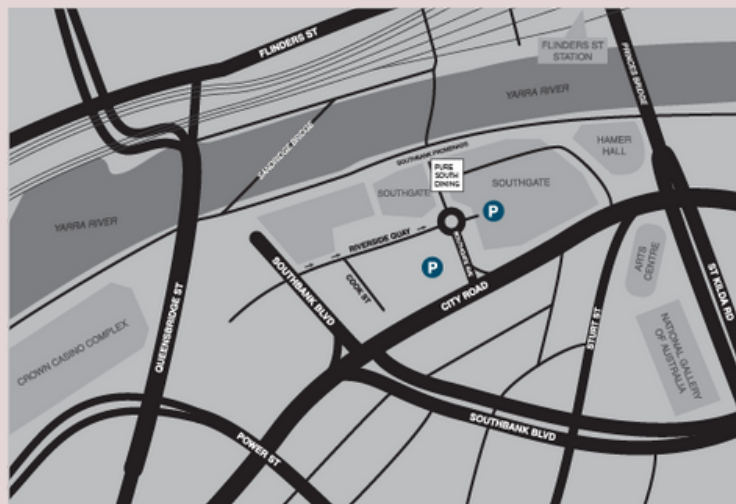 FLINDERS ST
FLINDERS ST
STATION
PRINCES BRIDGE
YARRA RIVER
SANDRIDGE BRIDGE
SOUTHBANK PROMENADE
HAMER
HALL
PURE
SOUTH
DINING
SOUTHGATE
SOUTHGATE
YARRA RIVER
P
RIVERSIDE QUAY
SOUTHGATE AVE
ARTS
CENTRE
P
SOUTHBANK BLVD
COOK ST
CITY ROAD
ST KILDA RD
QUEENSBRIDGE ST
STURT ST
CROWN CASINO COMPLEX
NATIONAL GALLERY
OF AUSTRALIA
SOUTHBANK BLVD
POWER ST